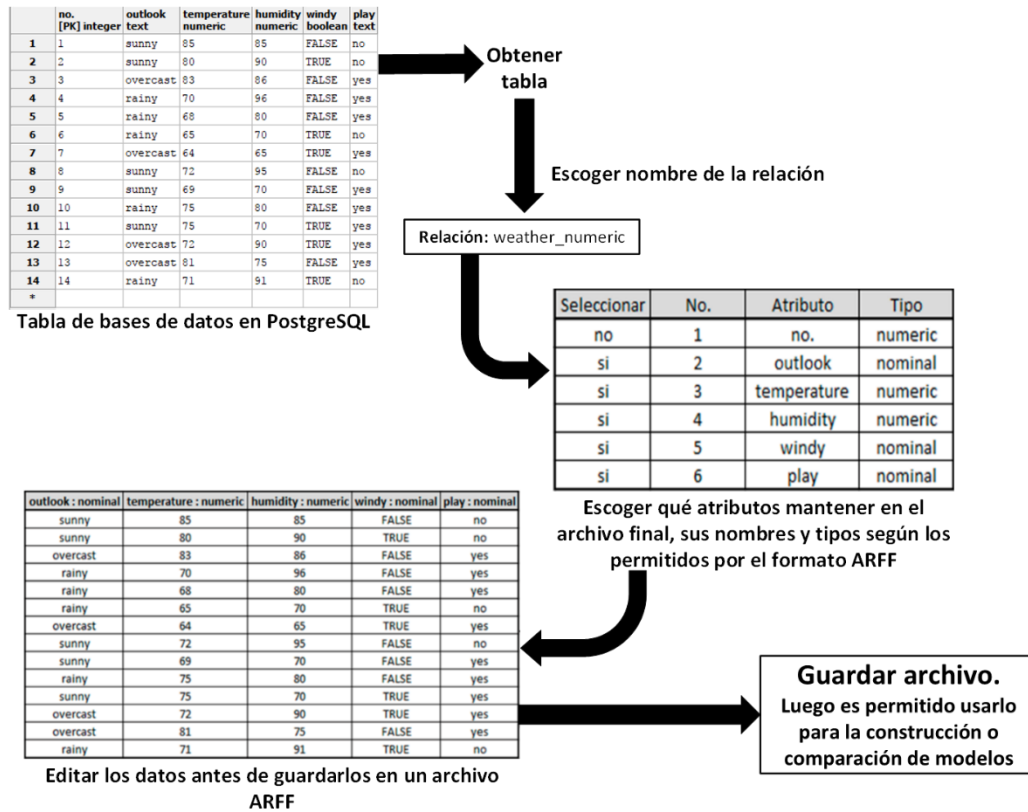 no. outlook temperature humidity windy play
[PK] integer text numeric numeric boolean text
1 1 sunny 85 85 FALSE no
2 2 sunny 80 90 TRUE no
3 3 overcast 83 86 FALSE yes
4 4 rainy 70 96 FALSE yes
5 5 rainy 68 80 FALSE yes
6 6 rainy 65 70 TRUE no
7 7 overcast 64 65 TRUE yes
8 8 sunny 72 95 FALSE no
9 9 sunny 69 70 FALSE yes
10 10 rainy 75 80 FALSE yes
11 11 sunny 75 70 TRUE yes
12 12 overcast 72 90 TRUE yes
13 13 overcast 81 75 FALSE yes
14 14 rainy 71 91 TRUE no
*
Tabla de bases de datos en PostgreSQL
Obtener
tabla
Escoger nombre de la relación
Relación: weather_numeric
Seleccionar No. Atributo Tipo
no 1 no. numeric
si 2 outlook nominal
si 3 temperature numeric
si 4 humidity numeric
si 5 windy nominal
si 6 play nominal
Escoger qué atributos mantener en el
archivo final, sus nombres y tipos según los
permitidos por el formato ARFF
outlook : nominal temperature : numeric humidity : numeric windy : nominal play : nominal
sunny 85 85 FALSE no
sunny 80 90 TRUE no
overcast 83 86 FALSE yes
rainy 70 96 FALSE yes
rainy 68 80 FALSE yes
rainy 65 70 TRUE no
overcast 64 65 TRUE yes
sunny 72 95 FALSE no
sunny 69 70 FALSE yes
rainy 75 80 FALSE yes
sunny 75 70 TRUE yes
overcast 72 90 TRUE yes
overcast 81 75 FALSE yes
rainy 71 91 TRUE no
Editar los datos antes de guardarlos en un archivo
ARFF
Guardar archivo.
Luego es permitido usarlo
para la construcción o
comparación de modelos